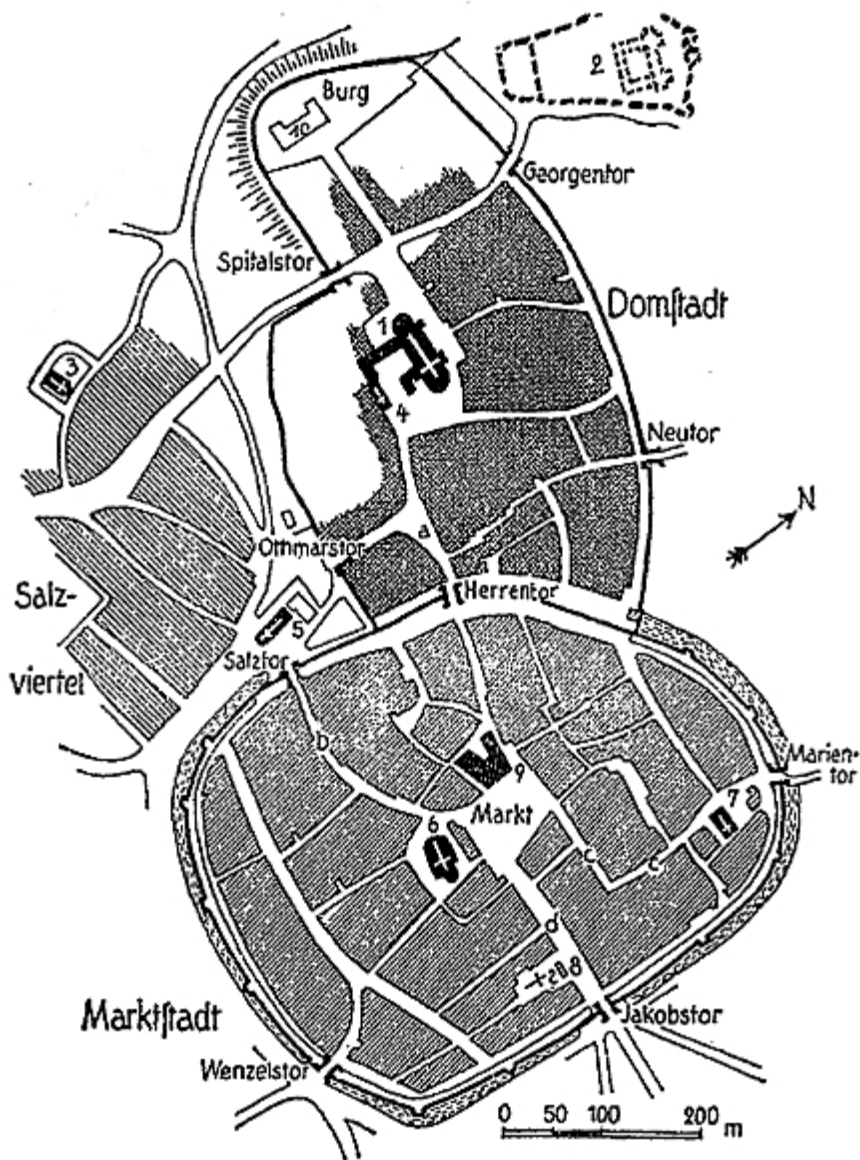 2
Burg
10
Georgentor
Spitalstor
Domſtadt
1
3
4
Neutor
N
a
Othmarstor
a
Herrentor
Salz-
viertel
5
Salztor
b
Marien-
tor
9
7
Markt
6
c
c
d
8
Marktſtadt
Jakobstor
Wenzelstor
0 50 100 200 m